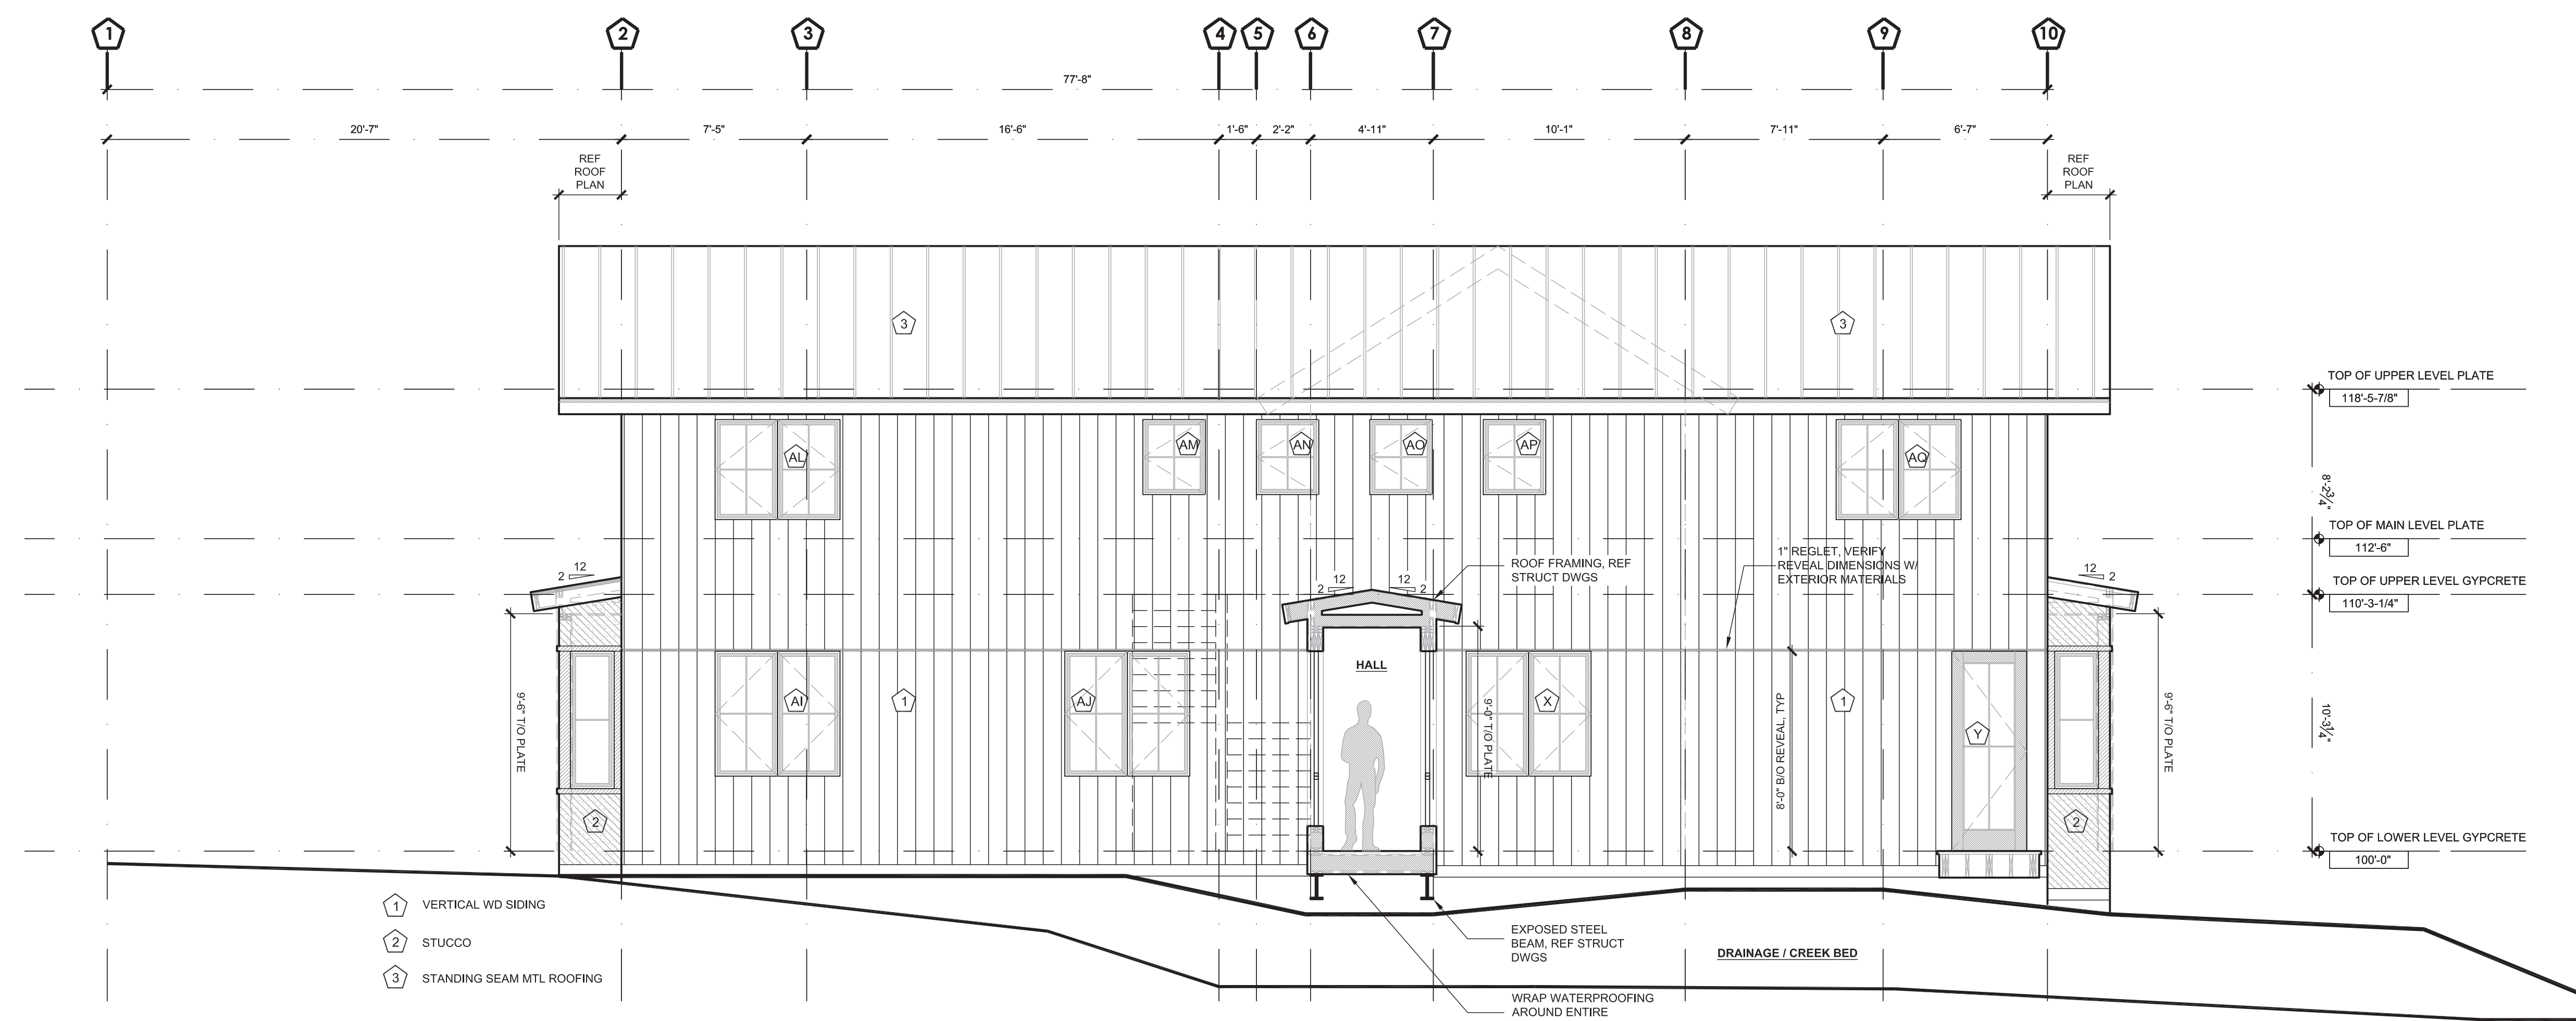 1 2 3 4 5 6 7 8 9 10
77'-8"
20'-7" 7'-5" 16'-6" 1'-6" 2'-2" 4'-11" 10'-1" 7'-11" 6'-7"
REF
ROOF
PLAN
REF
ROOF
PLAN
3
3
TOP OF UPPER LEVEL PLATE
118'-5-7/8"
AL
AM
AN
AO
AP
AQ
8'-2 3/4"
TOP OF MAIN LEVEL PLATE
112'-6"
TOP OF UPPER LEVEL GYPCRETE
110'-3-1/4"
12
2
12
2
12
2
12
2
ROOF FRAMING, REF
STRUCT DWGS
1" REGLET, VERIFY
REVEAL DIMENSIONS W/
EXTERIOR MATERIALS
HALL
9'-6" T/O PLATE
AI
1
AJ
9'-0" T/O PLATE
X
8'-0" B/O REVEAL, TYP
1
Y
9'-6" T/O PLATE
10'-3 1/4"
2
2
TOP OF LOWER LEVEL GYPCRETE
100'-0"
1 VERTICAL WD SIDING
2 STUCCO
3 STANDING SEAM MTL ROOFING
EXPOSED STEEL
BEAM, REF STRUCT
DWGS
DRAINAGE / CREEK BED
WRAP WATERPROOFING
AROUND ENTIRE